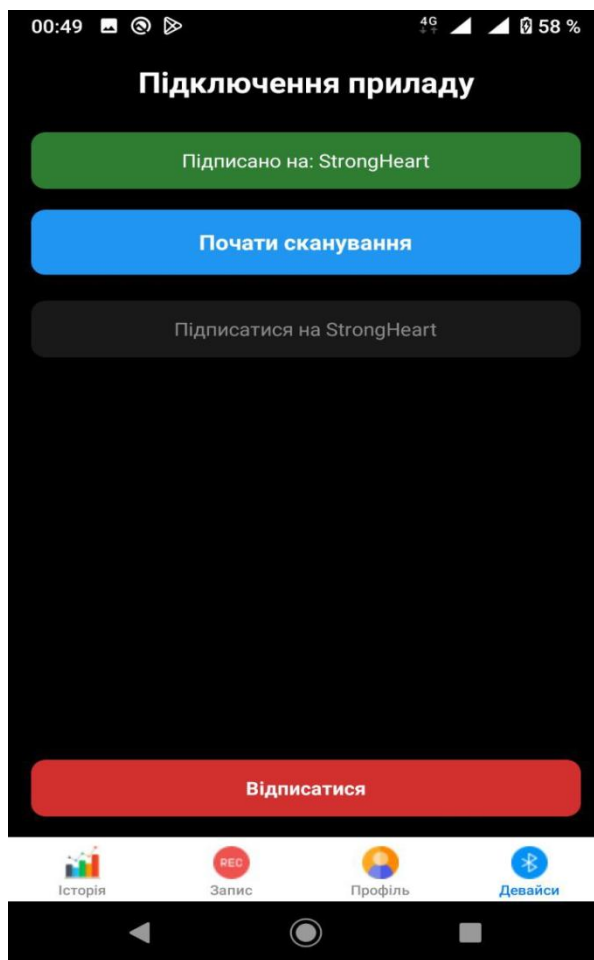 00:49 4G 58 %
Підключення приладу
Підписано на: StrongHeart
Почати сканування
Підписатися на StrongHeart
Відписатися
REC
Історія Запис Профіль Девайси